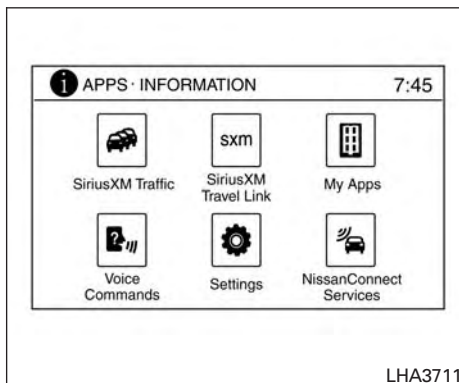 i APPS · INFORMATION 7:45
sxm
SiriusXM Traffic
SiriusXM
Travel Link
My Apps
?
Voice
Commands
Settings
NissanConnect
Services
LHA3711